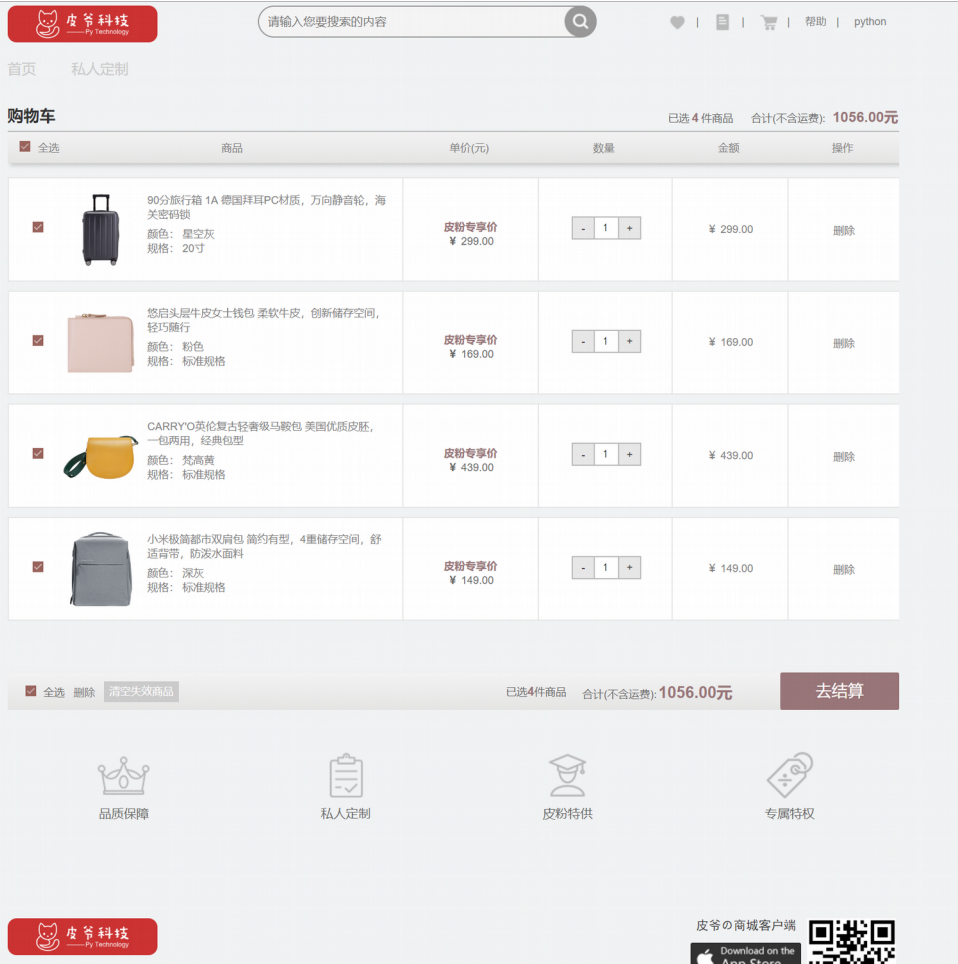 皮爷科技
Py Technology
请输入您要搜索的内容
| | | 帮助 | python
首页 私人定制
购物车
已选 4 件商品 合计(不含运费): 1056.00元
全选 商品 单价(元) 数量 金额 操作
90分旅行箱 1A 德国拜耳PC材质，万向静音轮，海
关密码锁
颜色： 星空灰
规格： 20寸
皮粉专享价
¥ 299.00
- 1 +
¥ 299.00
删除
悠启头层牛皮女士钱包 柔软牛皮，创新储存空间，
轻巧随行
颜色： 粉色
规格： 标准规格
皮粉专享价
¥ 169.00
- 1 +
¥ 169.00
删除
CARRY'O英伦复古轻奢级马鞍包 美国优质皮胚，
一包两用，经典包型
颜色： 梵高黄
规格： 标准规格
皮粉专享价
¥ 439.00
- 1 +
¥ 439.00
删除
小米极简都市双肩包 简约有型，4重储存空间，舒
适背带，防泼水面料
颜色： 深灰
规格： 标准规格
皮粉专享价
¥ 149.00
- 1 +
¥ 149.00
删除
全选 删除 清空失效商品 已选4件商品 合计(不含运费): 1056.00元 去结算
品质保障 私人定制 皮粉特供 专属特权
皮爷科技
Py Technology
皮爷の商城客户端
Download on the
App Store